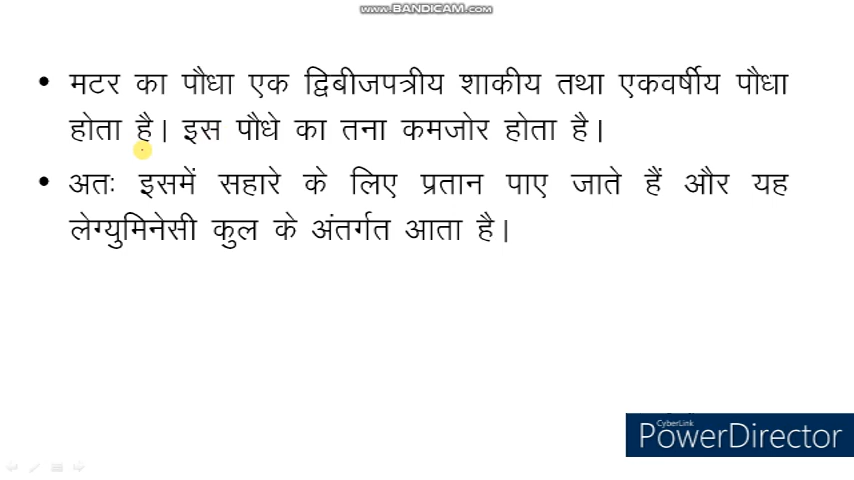 www.BANDICAM.com
• मटर का पौधा एक द्विबीजपत्रीय शाकीय तथा एकवर्षीय पौधा
होता है। इस पौधे का तना कमजोर होता है।
• अतः इसमें सहारे के लिए प्रतान पाए जाते हैं और यह
लेग्युमिनेसी कुल के अंतर्गत आता है।
CyberLink
PowerDirector